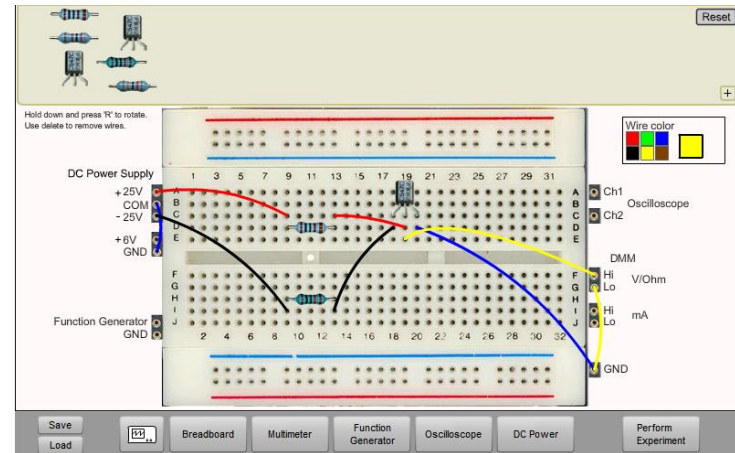 Reset
+
Hold down and press 'R' to rotate.
Use delete to remove wires.
Wire color
DC Power Supply
+25V
COM
-25V
+6V
GND
Function Generator
GND
1 3 5 7 9 11 13 15 17 19 21 23 25 27 29 31
A A
B B
C C
D D
E E
F F
G G
H H
I I
J J
2 4 6 8 10 12 14 16 18 20 22 24 26 28 30 32
Ch1
Oscilloscope
Ch2
DMM
Hi
V/Ohm
Lo
Hi
mA
Lo
GND
Save
Load
Breadboard
Multimeter
Function
Generator
Oscilloscope
DC Power
Perform
Experiment